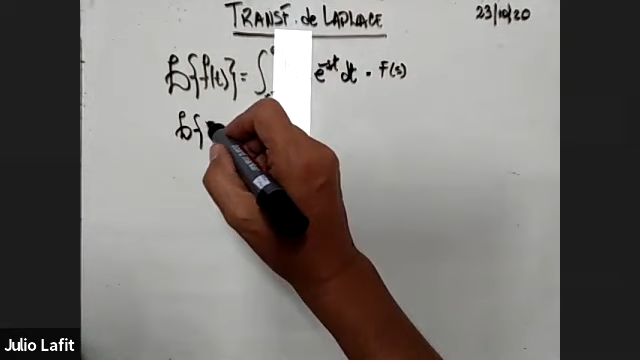 TRANSF. de LAPLACE
23/10/20
L{f(t)} = ∫ e^-st dt = F(s)
L{
Julio Lafit